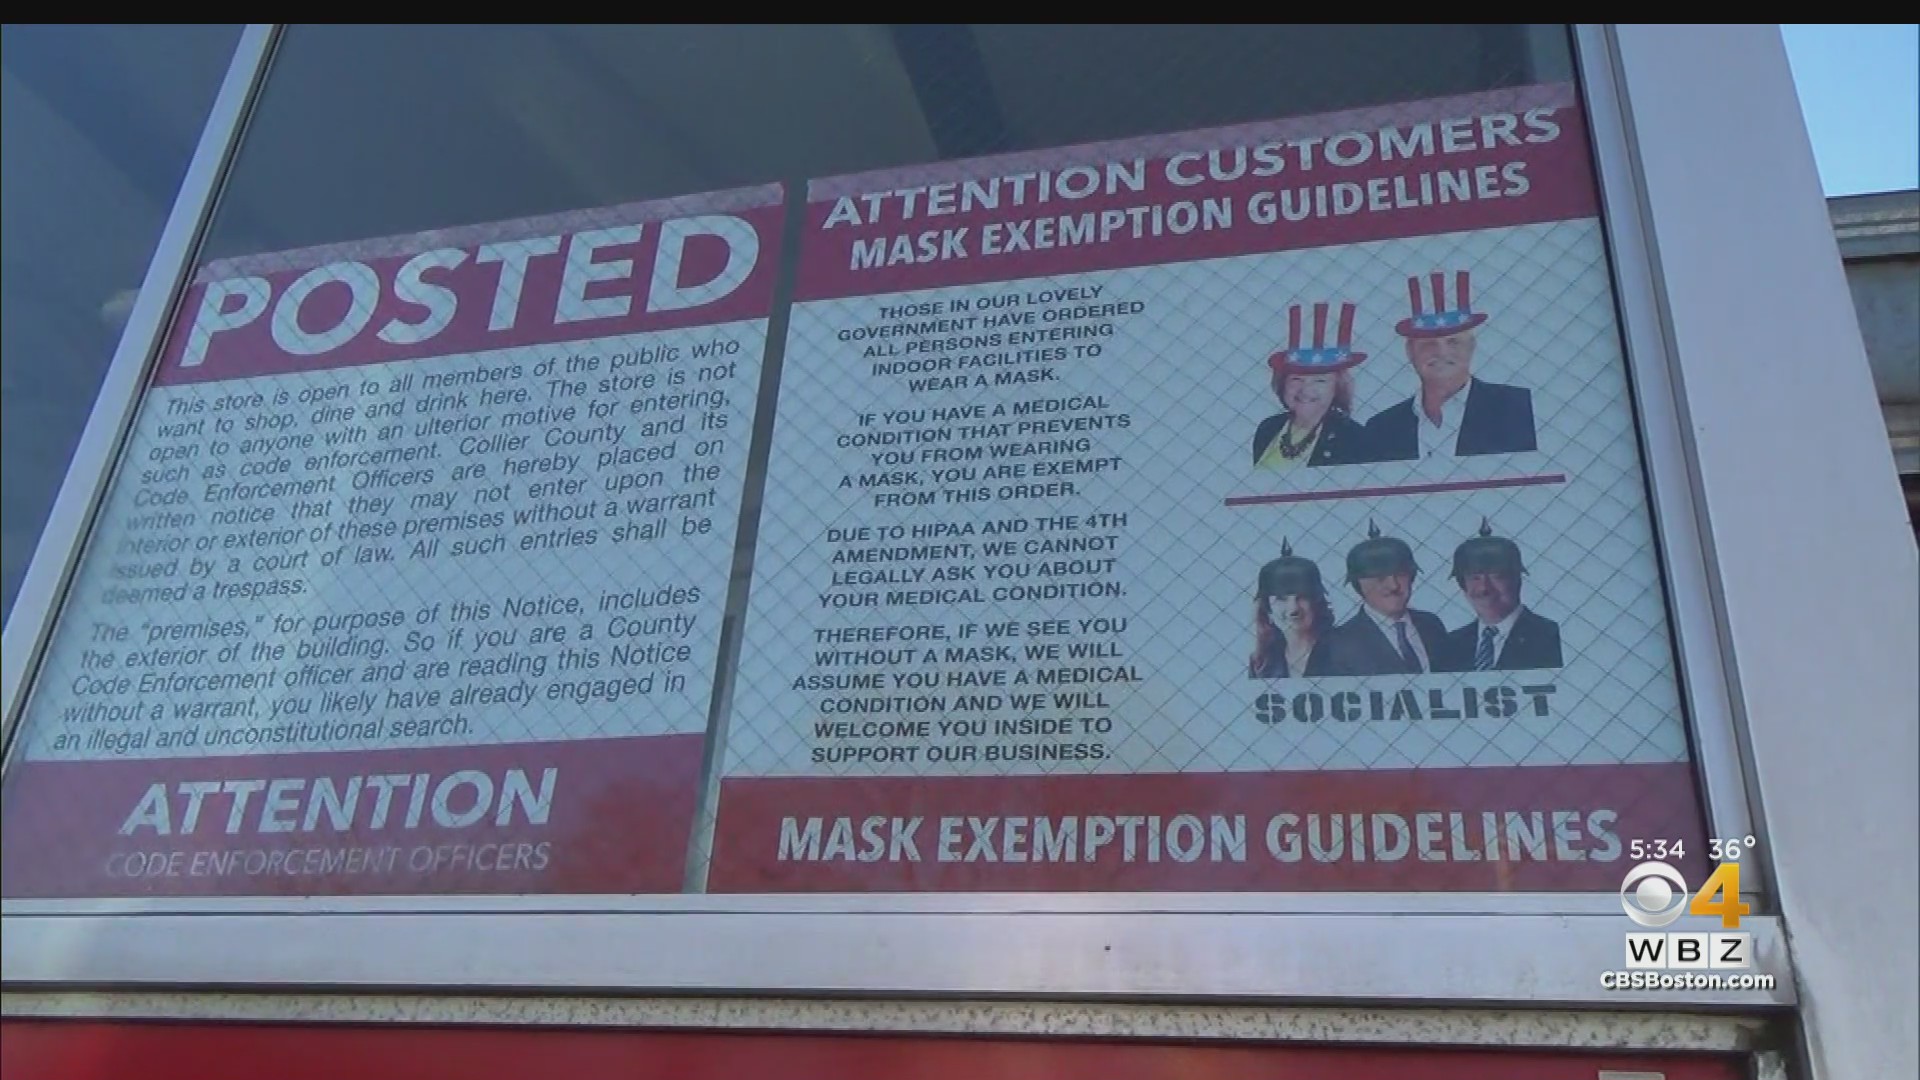 POSTED
This store is open to all members of the public who
want to shop, dine and drink here. The store is not
open to anyone with an ulterior motive for entering,
such as code enforcement. Collier County and its
Code Enforcement Officers are hereby placed on
written notice that they may not enter upon the
interior or exterior of these premises without a warrant
issued by a court of law. All such entries shall be
deemed a trespass.
The "premises," for purpose of this Notice, includes
the exterior of the building. So if you are a County
Code Enforcement officer and are reading this Notice
without a warrant, you likely have already engaged in
an illegal and unconstitutional search.
ATTENTION
CODE ENFORCEMENT OFFICERS
ATTENTION CUSTOMERS
MASK EXEMPTION GUIDELINES
THOSE IN OUR LOVELY
GOVERNMENT HAVE ORDERED
ALL PERSONS ENTERING
INDOOR FACILITIES TO
WEAR A MASK.
IF YOU HAVE A MEDICAL
CONDITION THAT PREVENTS
YOU FROM WEARING
A MASK, YOU ARE EXEMPT
FROM THIS ORDER.
DUE TO HIPAA AND THE 4TH
AMENDMENT, WE CANNOT
LEGALLY ASK YOU ABOUT
YOUR MEDICAL CONDITION.
THEREFORE, IF WE SEE YOU
WITHOUT A MASK, WE WILL
ASSUME YOU HAVE A MEDICAL
CONDITION AND WE WILL
WELCOME YOU INSIDE TO
SUPPORT OUR BUSINESS.
SOCIALIST
MASK EXEMPTION GUIDELINES
5:34 36°
4
WBZ
CBSBoston.com